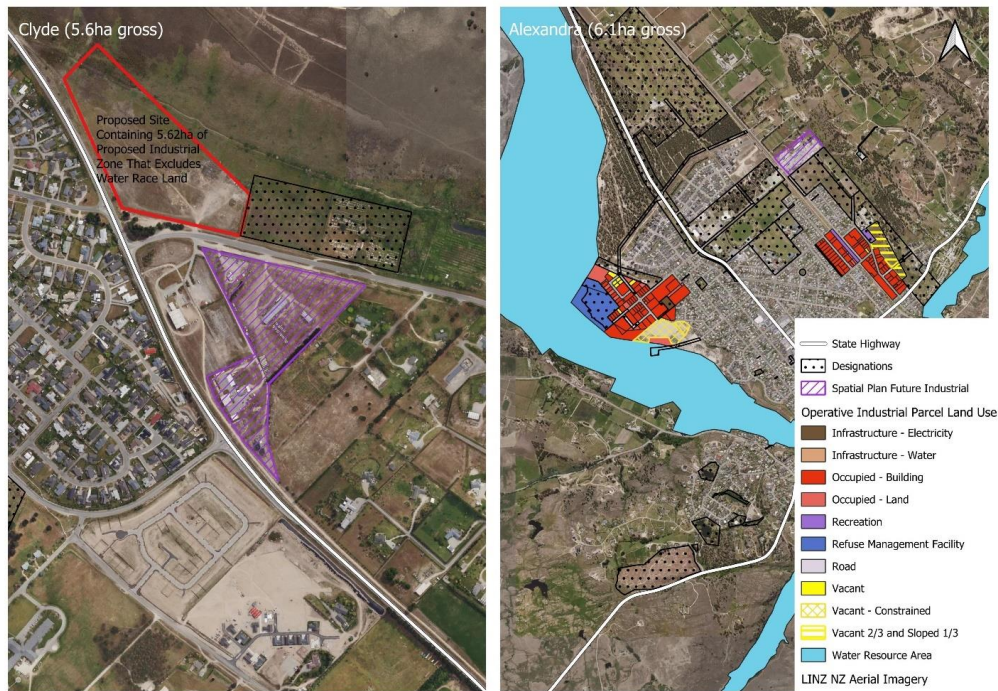 Clyde (5.6ha gross)
Proposed Site
Containing 5.62ha of
Proposed Industrial
Zone That Excludes
Water Race Land
Alexandra (6.1ha gross)
State Highway
Designations
Spatial Plan Future Industrial
Operative Industrial Parcel Land Use
Infrastructure - Electricity
Infrastructure - Water
Occupied - Building
Occupied - Land
Recreation
Refuse Management Facility
Road
Vacant
Vacant - Constrained
Vacant 2/3 and Sloped 1/3
Water Resource Area
LINZ NZ Aerial Imagery